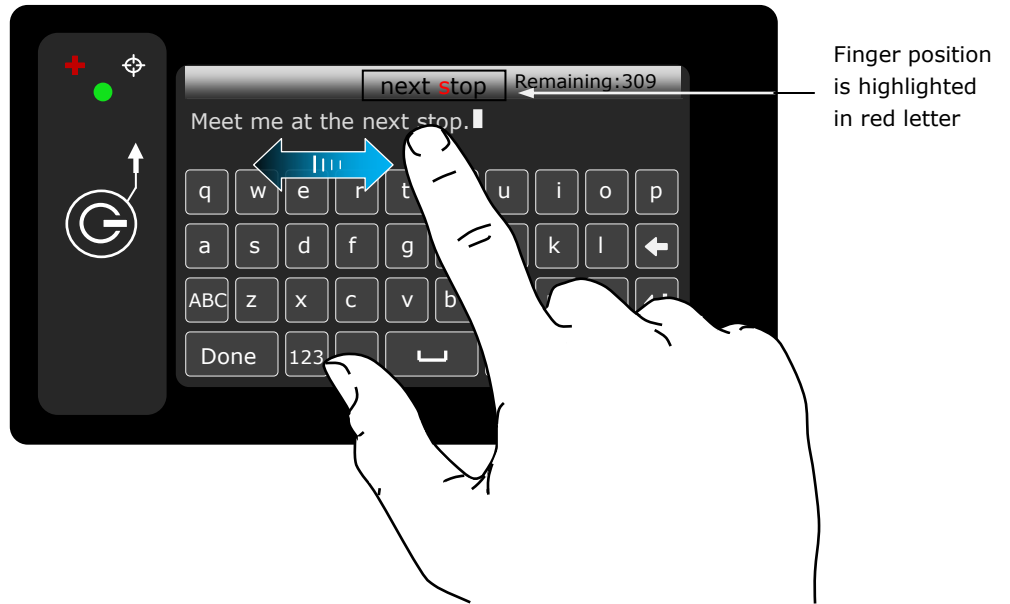 next stop
Remaining:309
Finger position
is highlighted
in red letter
Meet me at the next stop.
q w e r t u i o p
a s d f g k l
ABC z x c v b
Done 123